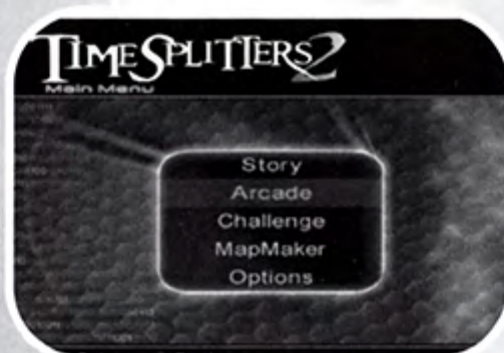 TIMESPLITTERS2
Main Menu
Story
Arcade
Challenge
MapMaker
Options